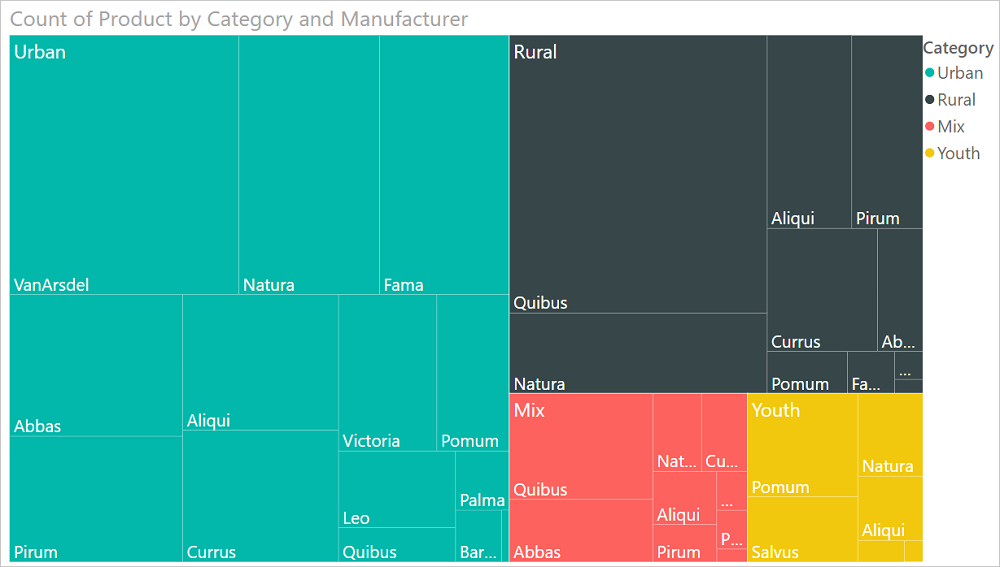 Count of Product by Category and Manufacturer
Urban
VanArsdel
Natura
Fama
Abbas
Aliqui
Victoria
Pomum
Pirum
Currus
Leo
Palma
Quibus
Bar...
Rural
Quibus
Natura
Aliqui
Pirum
Currus
Ab...
Pomum
Fa...
...
Mix
Quibus
Abbas
Nat...
Cu...
Aliqui
...
Pirum
P...
Youth
Pomum
Salvus
Natura
Aliqui
Category
Urban
Rural
Mix
Youth